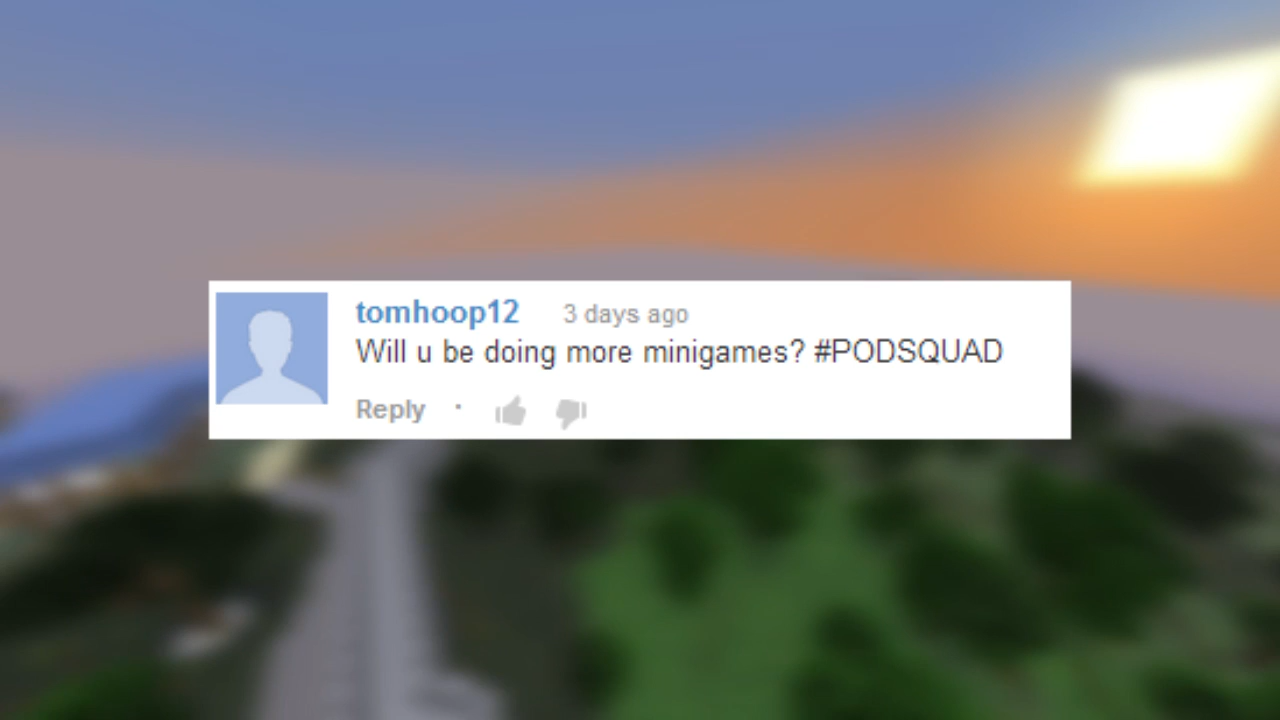 tomhoop12 3 days ago
Will u be doing more minigames? #PODSQUAD
Reply ·